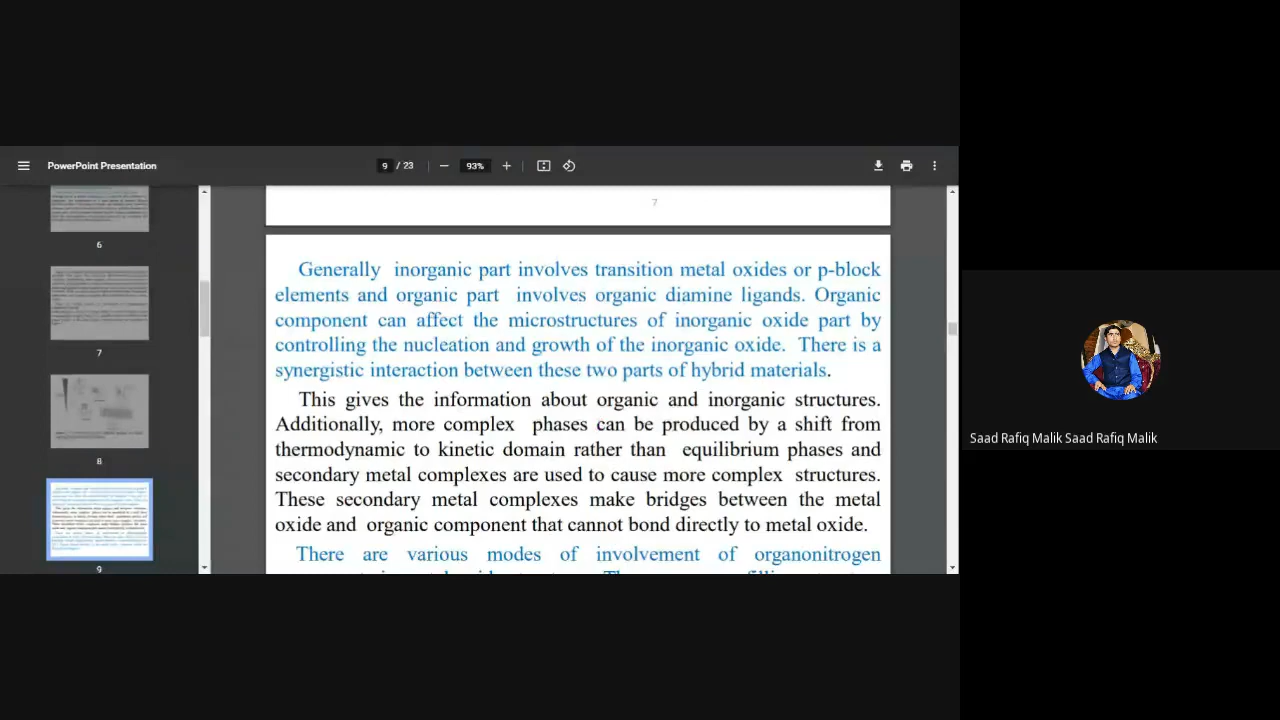 PowerPoint Presentation
9 / 23
93%
6
7
8
9
7
Generally inorganic part involves transition metal oxides or p-block
elements and organic part involves organic diamine ligands. Organic
component can affect the microstructures of inorganic oxide part by
controlling the nucleation and growth of the inorganic oxide. There is a
synergistic interaction between these two parts of hybrid materials.
This gives the information about organic and inorganic structures.
Additionally, more complex phases can be produced by a shift from
thermodynamic to kinetic domain rather than equilibrium phases and
secondary metal complexes are used to cause more complex structures.
These secondary metal complexes make bridges between the metal
oxide and organic component that cannot bond directly to metal oxide.
There are various modes of involvement of organonitrogen
Saad Rafiq Malik Saad Rafiq Malik